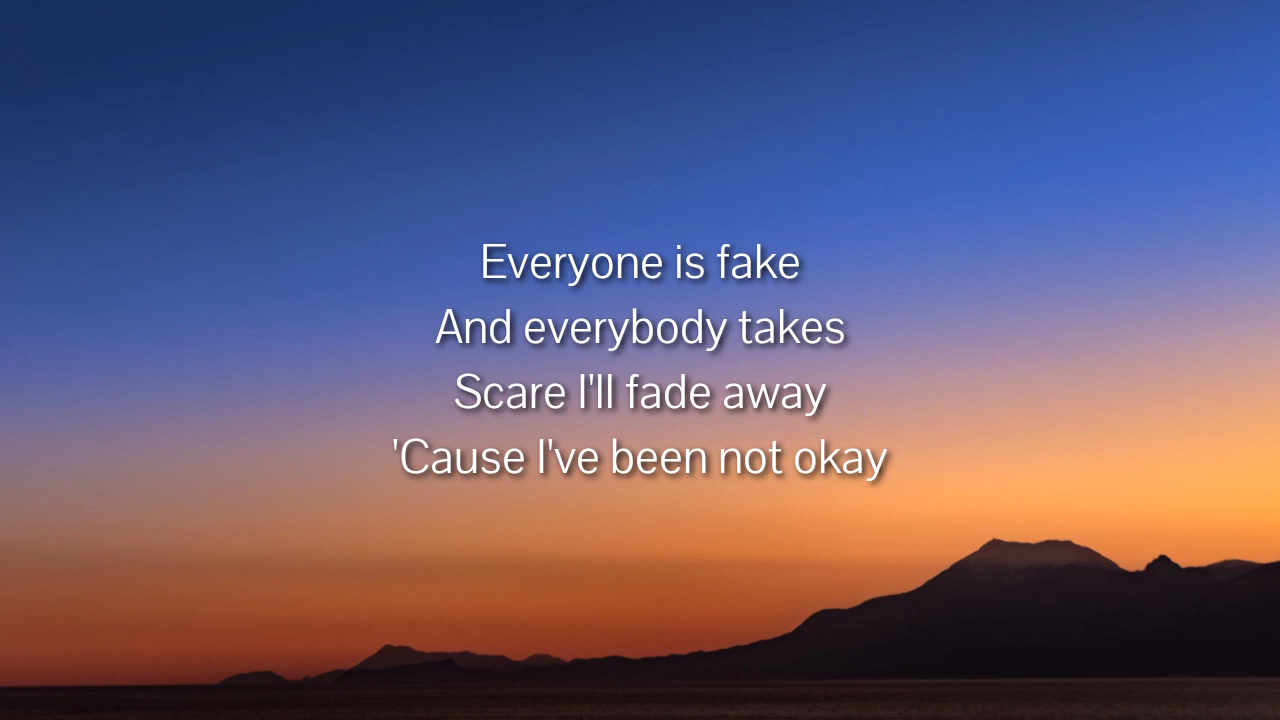 Everyone is fake
And everybody takes
Scare I'll fade away
'Cause I've been not okay